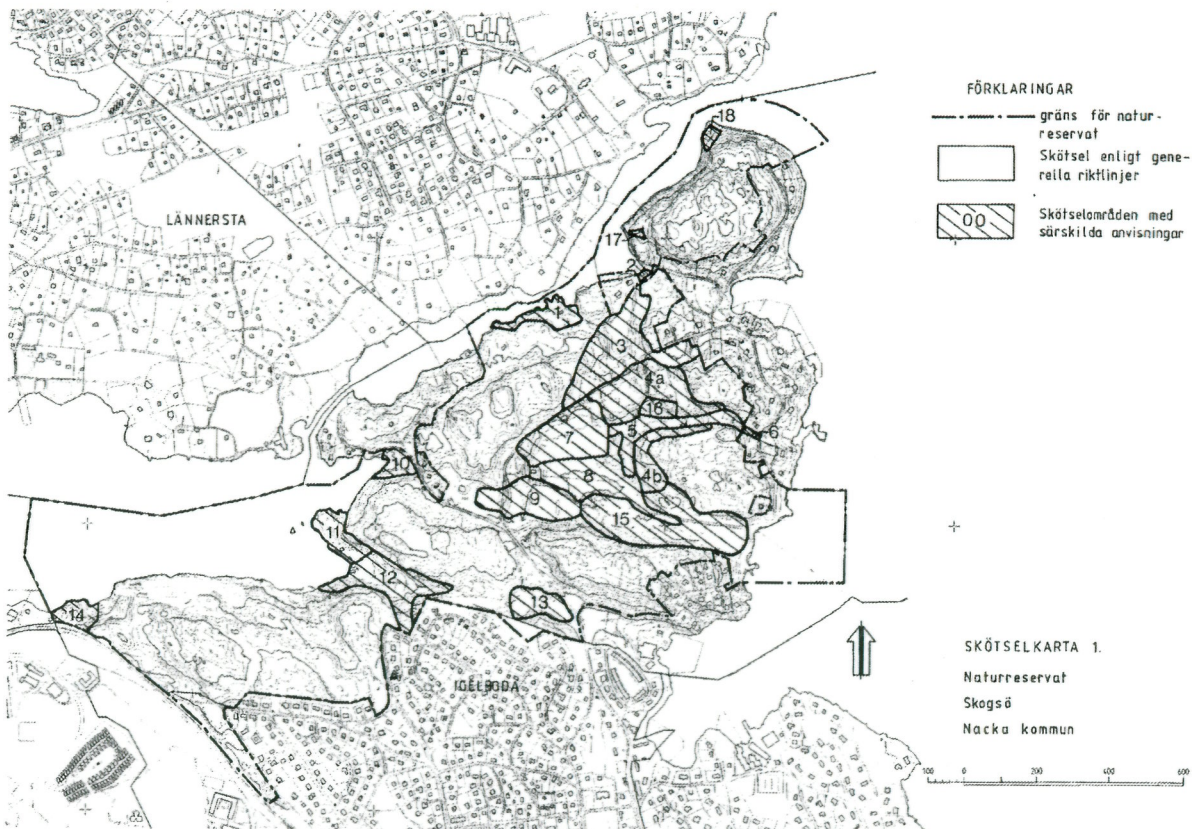 FÖRKLARINGAR
gräns för natur-
reservat
Skötsel enligt gene-
rella riktlinjer
00
Skötselområden med
särskilda anvisningar
18
LÄNNERSTA
17
2
1
3
4a
16
5
6
7
10
8
4b
9
15
11
12
13
14
IGELBODA
SKÖTSELKARTA 1.
Naturreservat
Skogsö
Nacka kommun
100 0 200 400 600